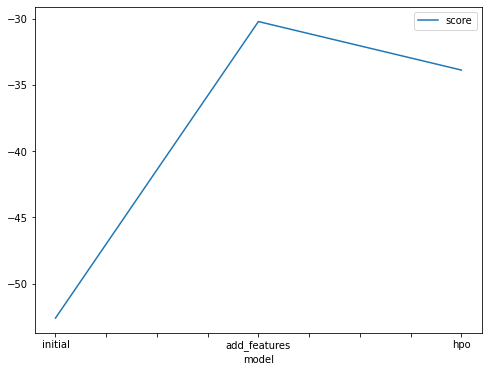 score
−30
−35
−40
−45
−50
initial
add_features
hpo
model